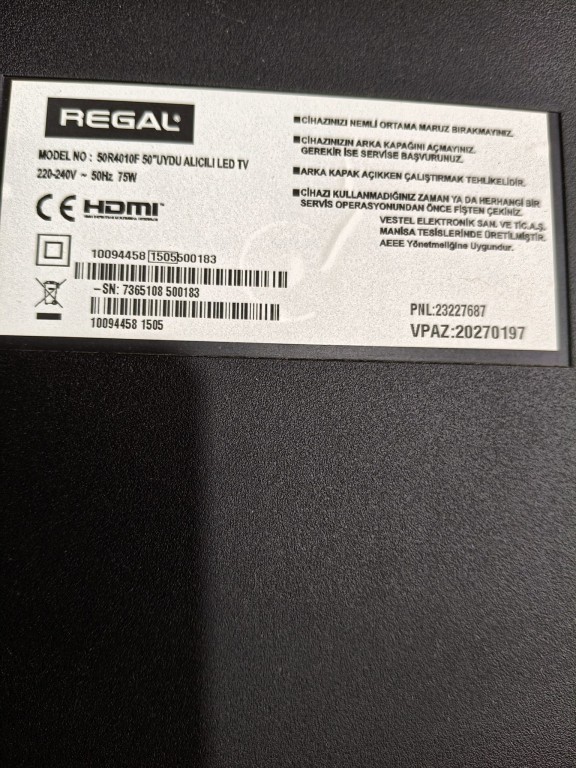 REGAL
MODEL NO : 50R4010F 50"UYDU ALICILI LED TV
220-240V ~ 50Hz 75W
CE HDMI
10094458 1505500183
-SN: 7365108 500183
10094458 1505
■CİHAZINIZI NEMLİ ORTAMA MARUZ BIRAKMAYINIZ.
■CİHAZINIZIN ARKA KAPAĞINI AÇMAYINIZ.
GEREKİR İSE SERVİSE BAŞVURUNUZ.
■ARKA KAPAK AÇIKKEN ÇALIŞTIRMAK TEHLİKELİDİR.
■CİHAZI KULLANMADIĞINIZ ZAMAN YA DA HERHANGİ BİR
SERVİS OPERASYONUNDAN ÖNCE FİŞTEN ÇEKİNİZ.
VESTEL ELEKTRONİK SAN. VE TİC.A.Ş.
MANİSA TESİSLERİNDE ÜRETİLMİŞTİR.
AEEE Yönetmeliğine Uygundur.
PNL:23227687
VPAZ:20270197